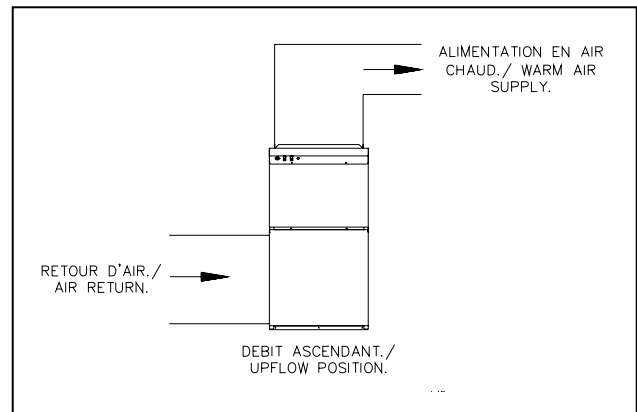 ALIMENTATION EN AIR
CHAUD./ WARM AIR
SUPPLY.
RETOUR D'AIR./
AIR RETURN.
DEBIT ASCENDANT./
UPFLOW POSITION.